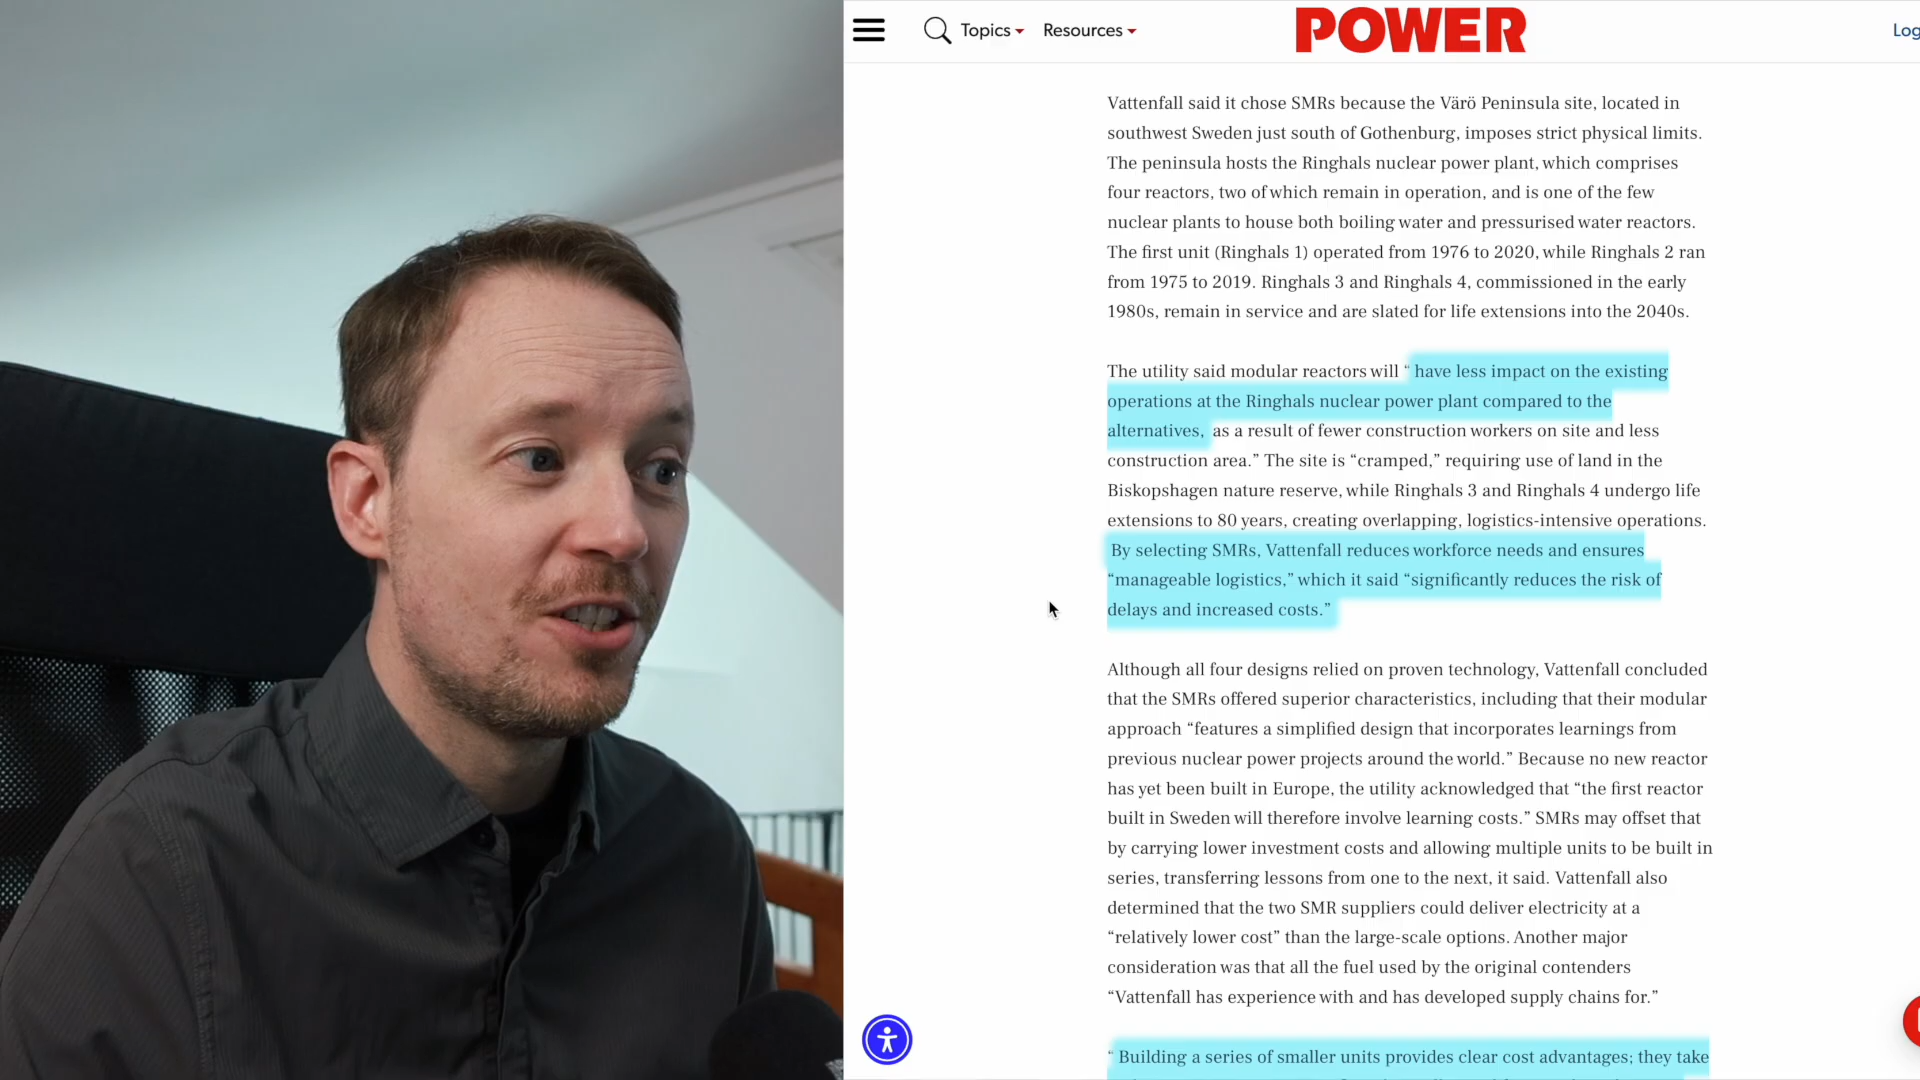 Topics
Resources
POWER
Log
Vattenfall said it chose SMRs because the Värö Peninsula site, located in
southwest Sweden just south of Gothenburg, imposes strict physical limits.
The peninsula hosts the Ringhals nuclear power plant, which comprises
four reactors, two of which remain in operation, and is one of the few
nuclear plants to house both boiling water and pressurised water reactors.
The first unit (Ringhals 1) operated from 1976 to 2020, while Ringhals 2 ran
from 1975 to 2019. Ringhals 3 and Ringhals 4, commissioned in the early
1980s, remain in service and are slated for life extensions into the 2040s.
The utility said modular reactors will “ have less impact on the existing
operations at the Ringhals nuclear power plant compared to the
alternatives, as a result of fewer construction workers on site and less
construction area.” The site is “cramped,” requiring use of land in the
Biskopshagen nature reserve, while Ringhals 3 and Ringhals 4 undergo life
extensions to 80 years, creating overlapping, logistics-intensive operations.
By selecting SMRs, Vattenfall reduces workforce needs and ensures
“manageable logistics,” which it said “significantly reduces the risk of
delays and increased costs.”
Although all four designs relied on proven technology, Vattenfall concluded
that the SMRs offered superior characteristics, including that their modular
approach “features a simplified design that incorporates learnings from
previous nuclear power projects around the world.” Because no new reactor
has yet been built in Europe, the utility acknowledged that “the first reactor
built in Sweden will therefore involve learning costs.” SMRs may offset that
by carrying lower investment costs and allowing multiple units to be built in
series, transferring lessons from one to the next, it said. Vattenfall also
determined that the two SMR suppliers could deliver electricity at a
“relatively lower cost” than the large-scale options. Another major
consideration was that all the fuel used by the original contenders
“Vattenfall has experience with and has developed supply chains for.”
“ Building a series of smaller units provides clear cost advantages; they take